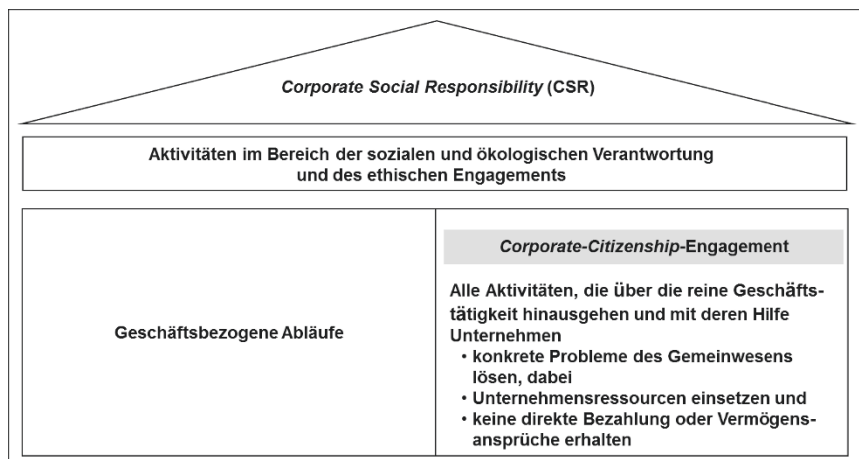 Corporate Social Responsibility (CSR)
Aktivitäten im Bereich der sozialen und ökologischen Verantwortung
und des ethischen Engagements
Geschäftsbezogene Abläufe
Corporate-Citizenship-Engagement
Alle Aktivitäten, die über die reine Geschäfts-
tätigkeit hinausgehen und mit deren Hilfe
Unternehmen
• konkrete Probleme des Gemeinwesens
lösen, dabei
• Unternehmensressourcen einsetzen und
• keine direkte Bezahlung oder Vermögens-
ansprüche erhalten